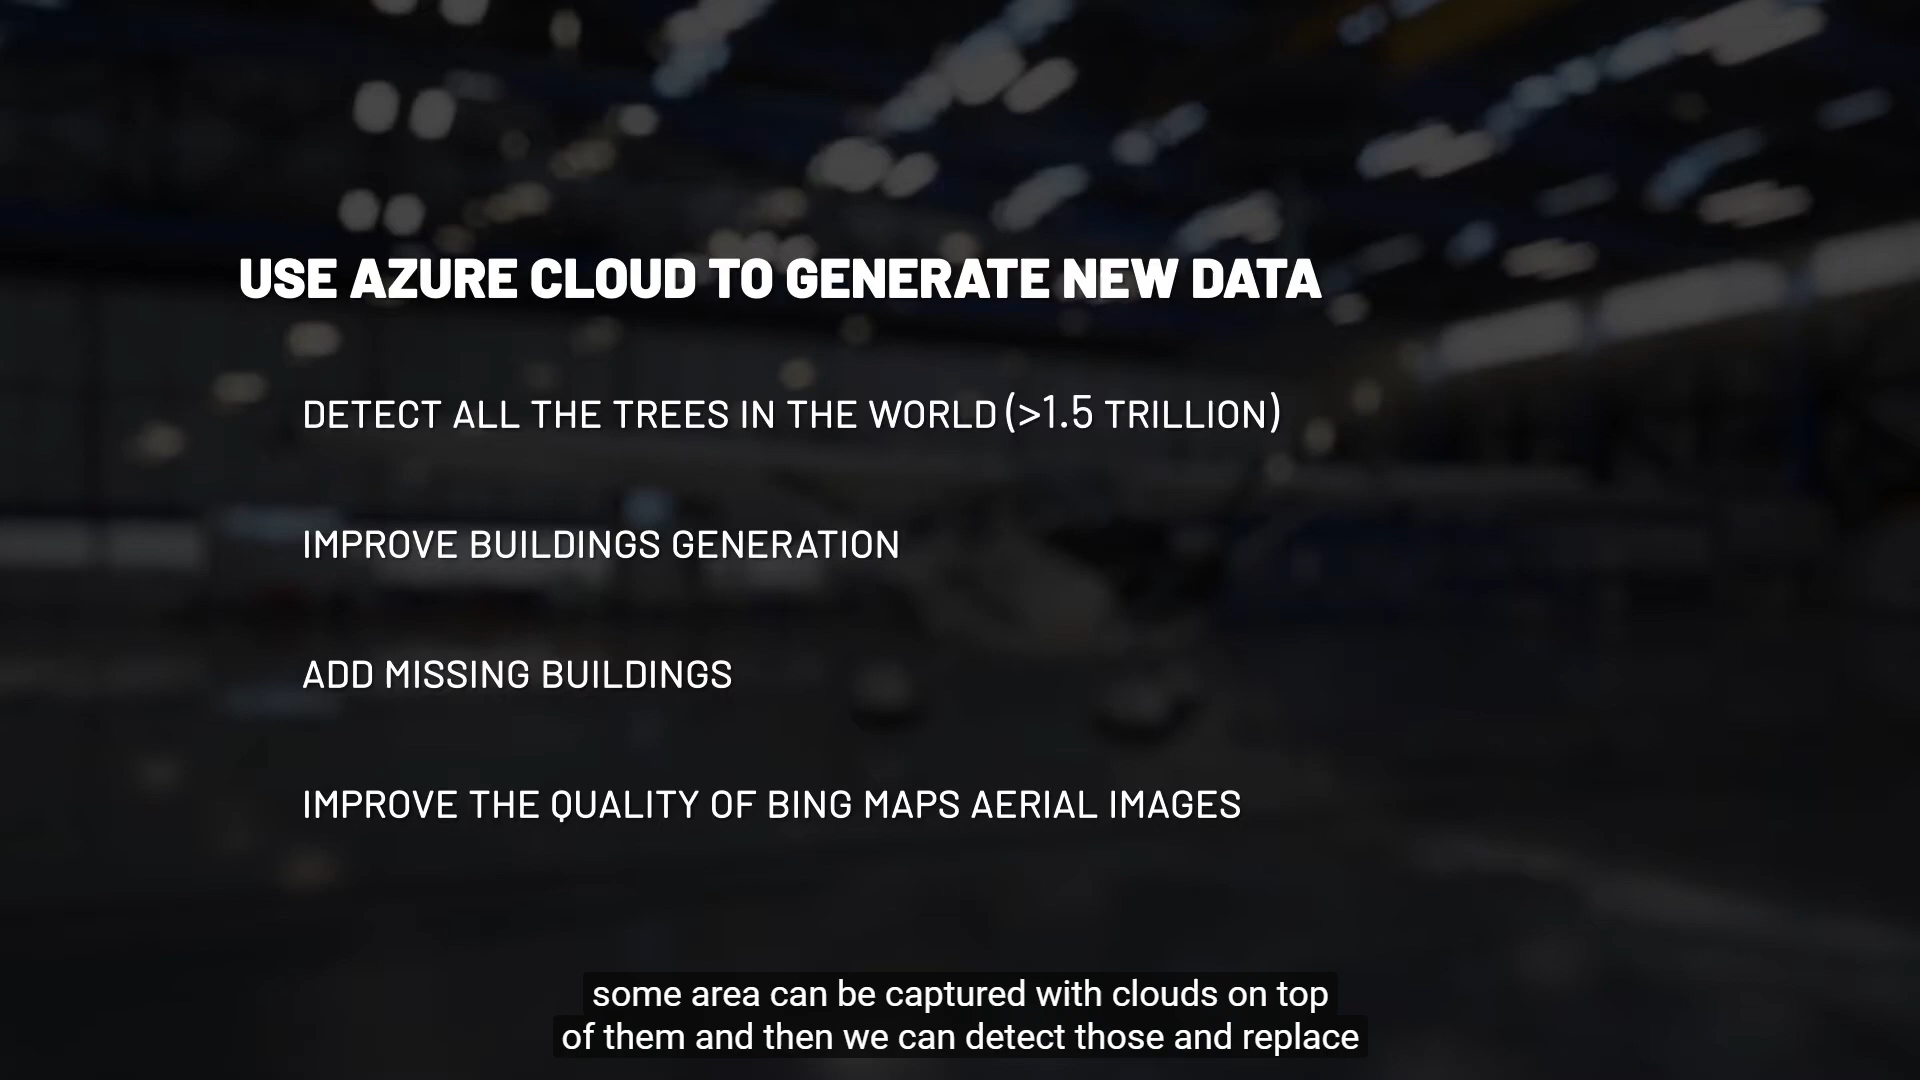 USE AZURE CLOUD TO GENERATE NEW DATA
DETECT ALL THE TREES IN THE WORLD (>1.5 TRILLION)
IMPROVE BUILDINGS GENERATION
ADD MISSING BUILDINGS
IMPROVE THE QUALITY OF BING MAPS AERIAL IMAGES
some area can be captured with clouds on top
of them and then we can detect those and replace